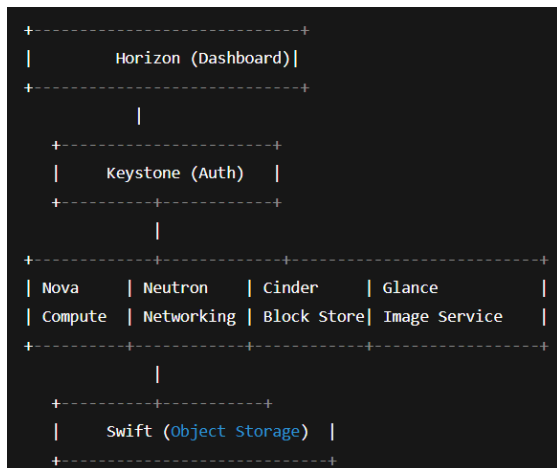 +----------------------------+
|         Horizon (Dashboard)|
+----------------------------+
            |
   +----------------------+
   |     Keystone (Auth)   |
   +----------+------------+
              |
+-------------+-------------+--------------------------+
| Nova     | Neutron    | Cinder     | Glance           |
| Compute  | Networking | Block Store| Image Service    |
+----------+------------+------------+------------------+
              |
   +----------+-----------+
   |     Swift (Object Storage)  |
   +----------------------------+